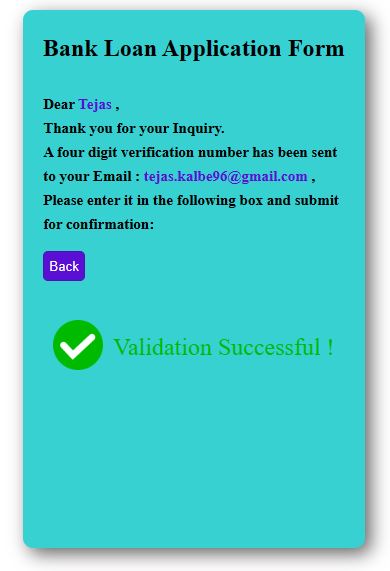 Bank Loan Application Form
Dear Tejas ,
Thank you for your Inquiry.
A four digit verification number has been sent
to your Email : tejas.kalbe96@gmail.com ,
Please enter it in the following box and submit
for confirmation:
Back
Validation Successful !